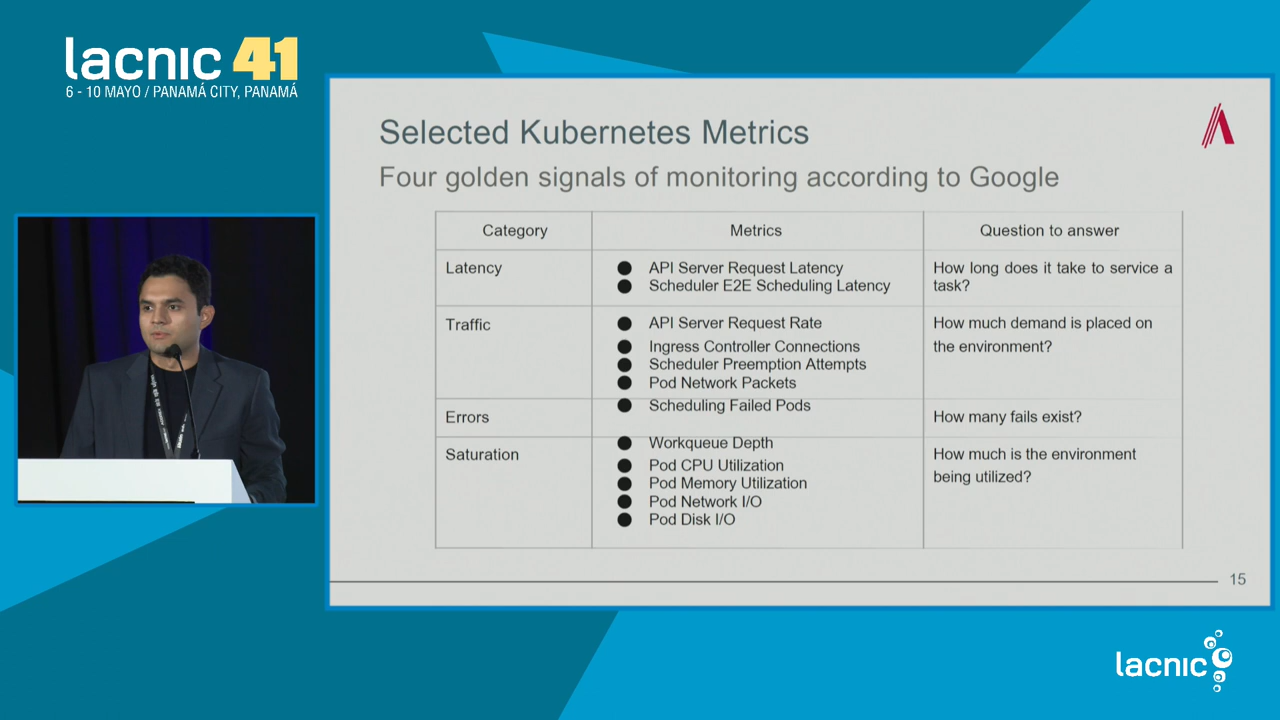 lacnic 41
6 - 10 MAYO / PANAMÁ CITY, PANAMÁ
Selected Kubernetes Metrics
Four golden signals of monitoring according to Google
Category
Metrics
Question to answer
Latency
● API Server Request Latency
● Scheduler E2E Scheduling Latency
How long does it take to service a
task?
Traffic
● API Server Request Rate
● Ingress Controller Connections
● Scheduler Preemption Attempts
● Pod Network Packets
How much demand is placed on
the environment?
Errors
● Scheduling Failed Pods
How many fails exist?
Saturation
● Workqueue Depth
● Pod CPU Utilization
● Pod Memory Utilization
● Pod Network I/O
● Pod Disk I/O
How much is the environment
being utilized?
15
lacnic